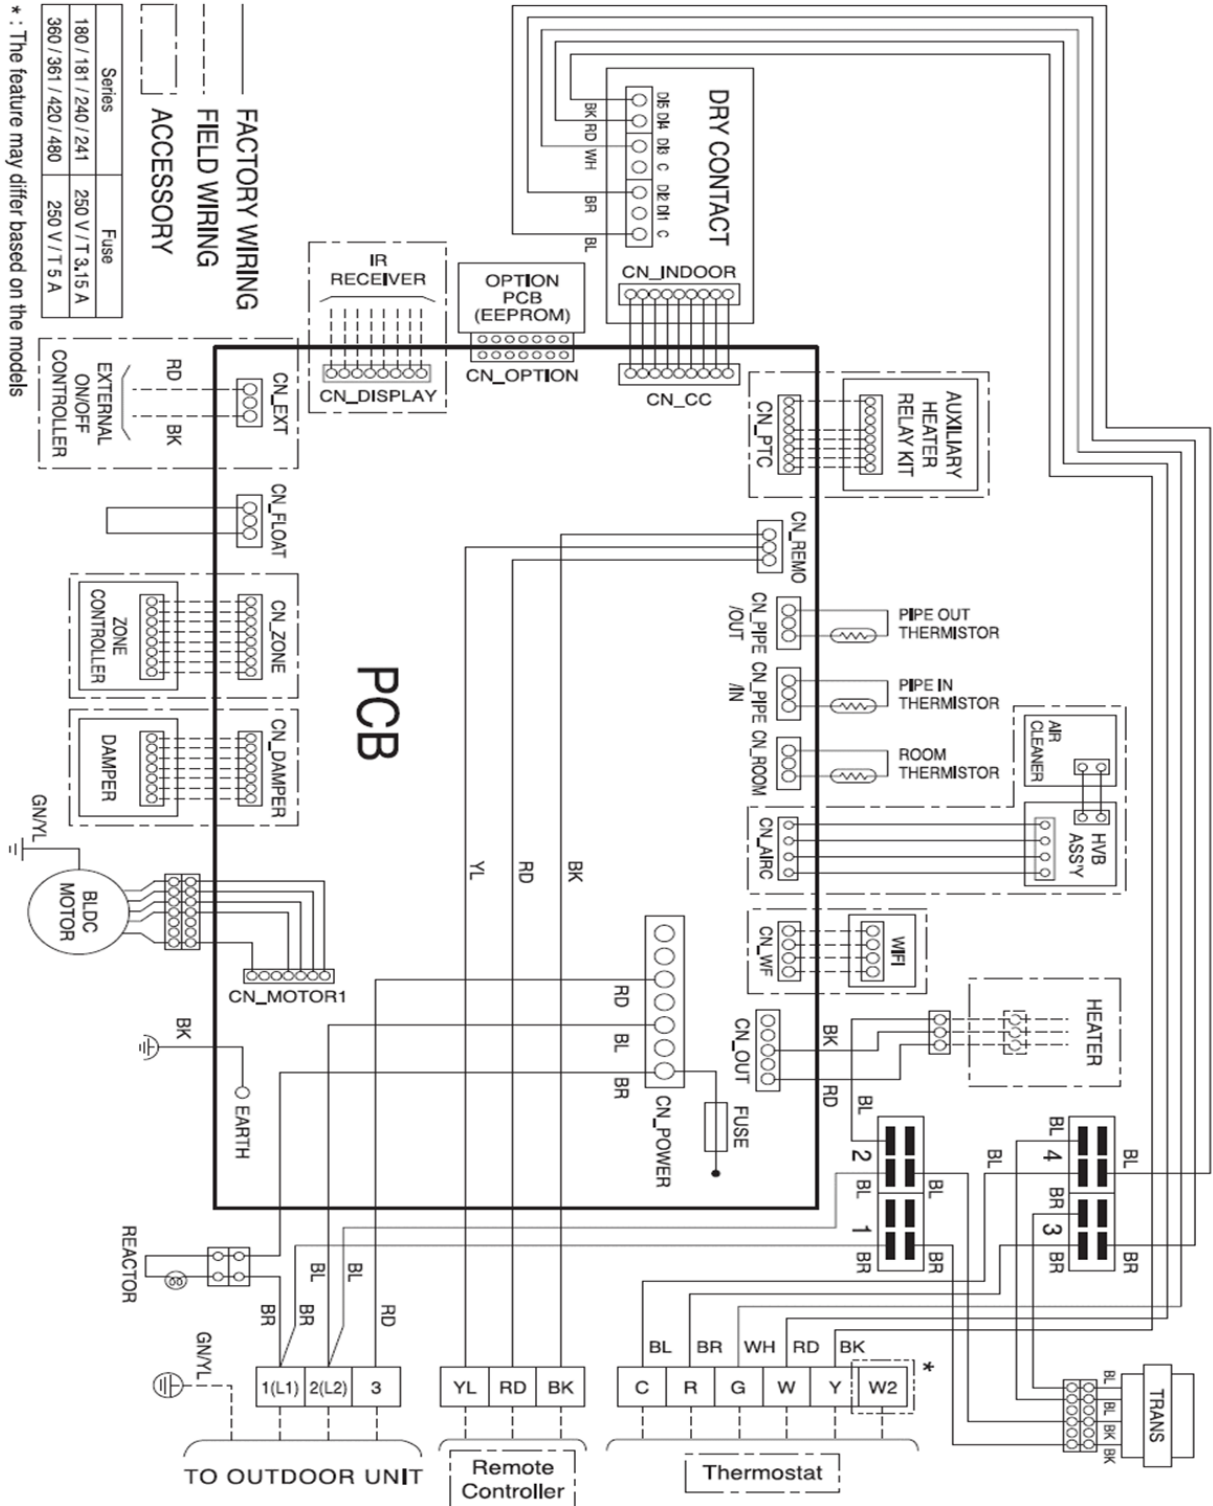 * : The feature may differ based on the models
Series
Fuse
180 / 181 / 240 / 241
250 V / T 3.15 A
360 / 361 / 420 / 480
250 V / T 5 A
FACTORY WIRING
FIELD WIRING
ACCESSORY
DRY CONTACT
DI5 DI4 DI3 C DI2 DI1 C
BK RD WH BR BL
CN_INDOOR
CN_CC
OPTION
PCB
(EEPROM)
CN_OPTION
IR
RECEIVER
CN_DISPLAY
AUXILIARY
HEATER
RELAY KIT
CN_PTC
CN_EXT
RD
BK
EXTERNAL
ON/OFF
CONTROLLER
CN_FLOAT
CN_REMO
CN_PIPE
/OUT
PIPE OUT
THERMISTOR
CN_PIPE
/IN
PIPE IN
THERMISTOR
CN_ROOM
ROOM
THERMISTOR
CN_ZONE
ZONE
CONTROLLER
PCB
CN_DAMPER
DAMPER
AIR
CLEANER
HVB
ASS'Y
CN_AIRC
YL
RD
BK
GN/YL
BLDC
MOTOR
CN_MOTOR1
WIFI
CN_WF
HEATER
CN_OUT
BK
RD
RD
BL
BR
CN_POWER
FUSE
BK
EARTH
BL
2
BL
BL
1
BR
BR
BL
BL
4
BL
BR
3
BR
BR
REACTOR
BL
BL
BR
BR
RD
GN/YL
1(L1)
2(L2)
3
TO OUTDOOR UNIT
YL
RD
BK
Remote
Controller
BL
BR
WH
RD
BK
*
C
R
G
W
Y
W2
Thermostat
BL
BL
BK
BK
TRANS